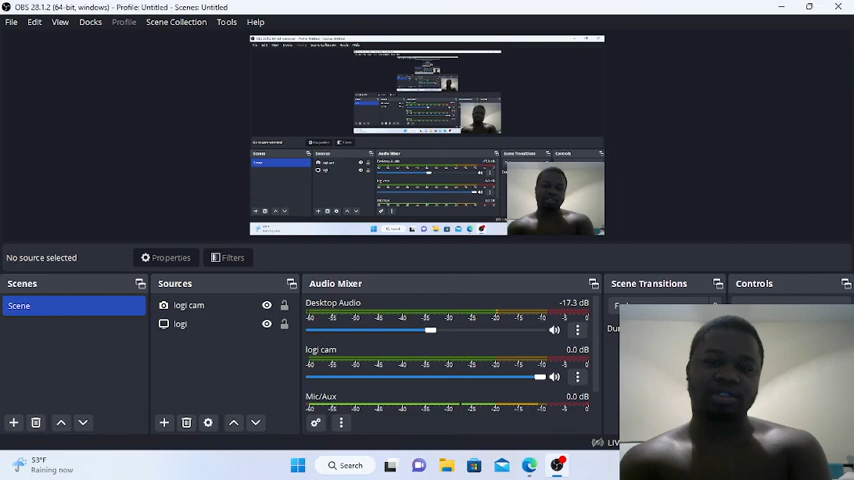 OBS 28.1.2 (64-bit, windows) - Profile: Untitled - Scenes: Untitled
File Edit View Docks Profile Scene Collection Tools Help
No source selected Properties Filters
Scenes Sources Audio Mixer Scene Transitions Controls
Scene
logi cam
logi
Desktop Audio -17.3 dB
-60 -55 -50 -45 -40 -35 -30 -25 -20 -15 -10 -5 0
logi cam 0.0 dB
-60 -55 -50 -45 -40 -35 -30 -25 -20 -15 -10 -5 0
Mic/Aux 0.0 dB
-60 -55 -50 -45 -40 -35 -30 -25 -20 -15 -10 -5 0
53°F
Raining now
Search